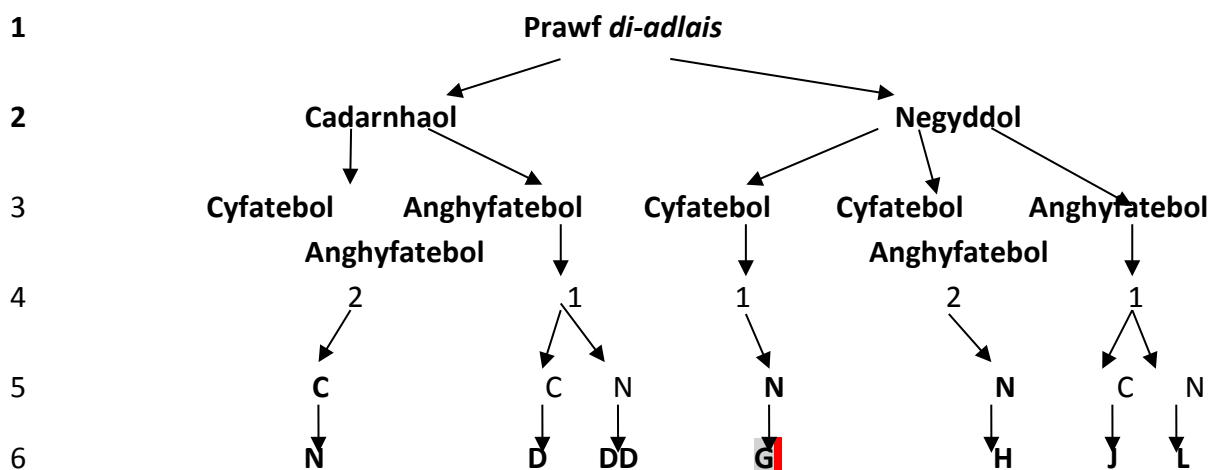 1 Prawf di-adlais
2 Cadarnhaol Negyddol
3 Cyfatebol Anghyfatebol Cyfatebol Cyfatebol Anghyfatebol
Anghyfatebol Anghyfatebol
4 2 1 1 2 1
5 C C N N N C N
6 N D DD G H J L